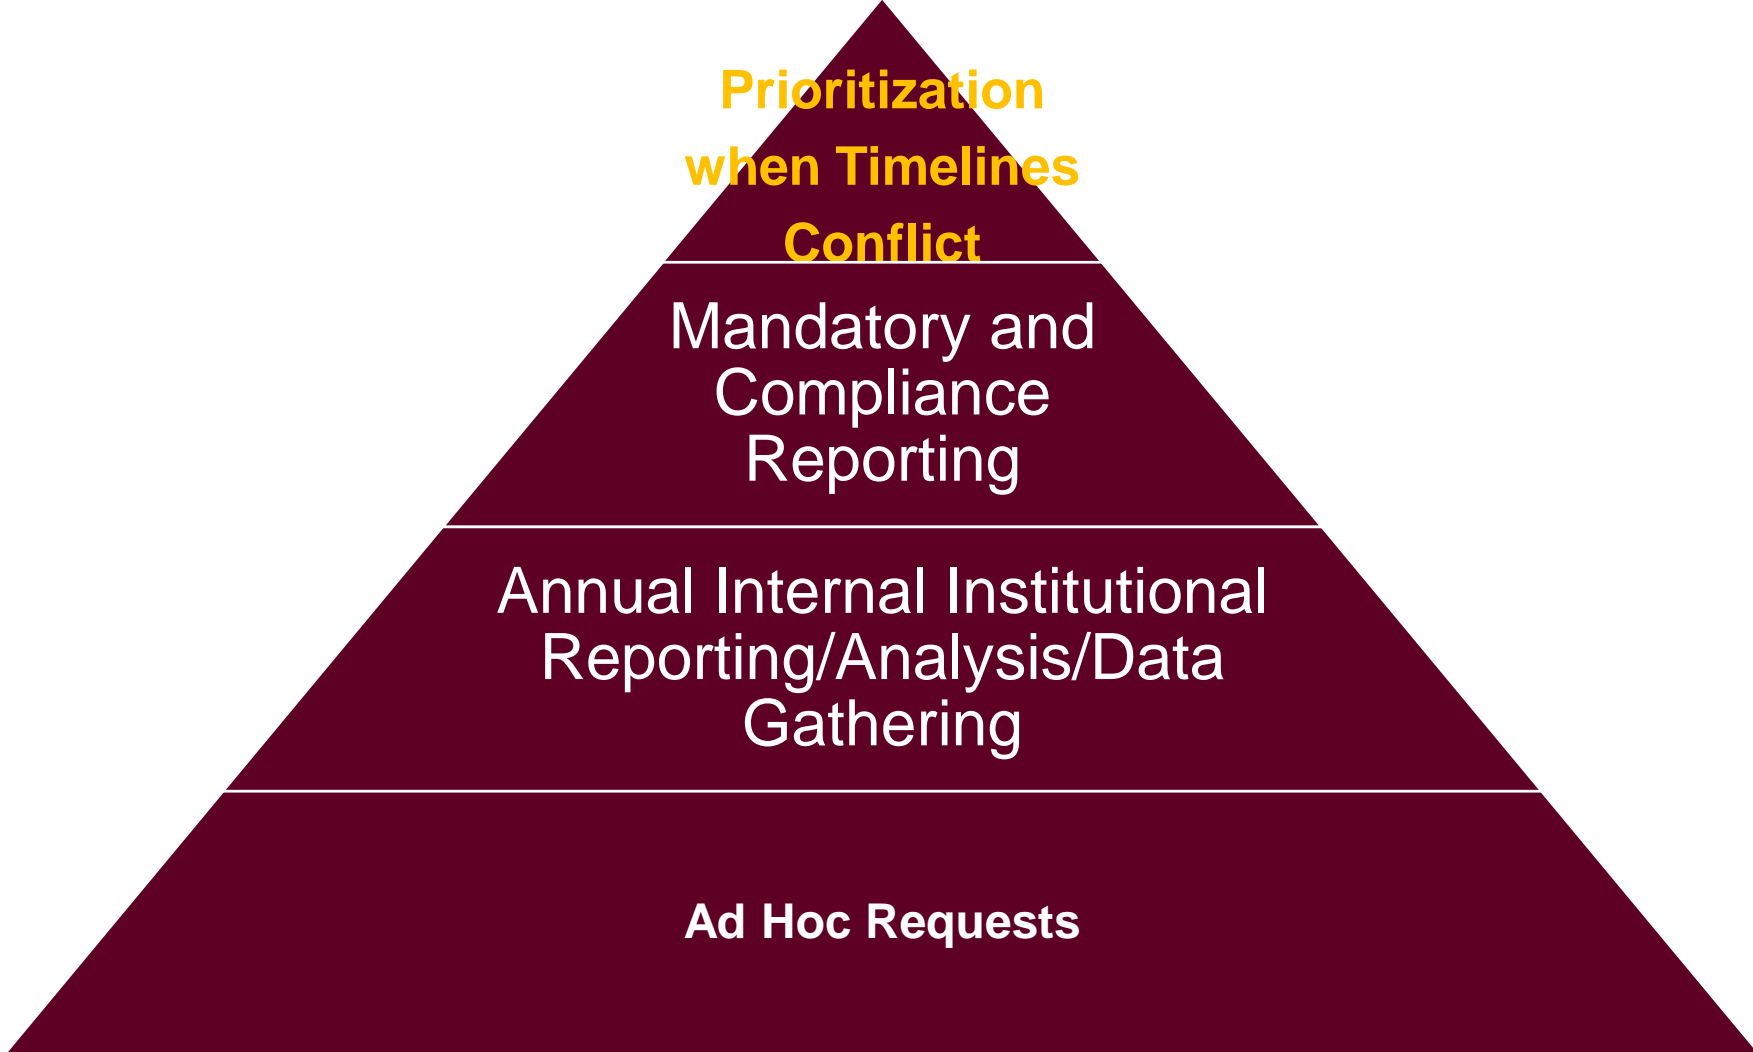 Prioritization
when Timelines
Conflict
Mandatory and
Compliance
Reporting
Annual Internal Institutional
Reporting/Analysis/Data
Gathering
Ad Hoc Requests